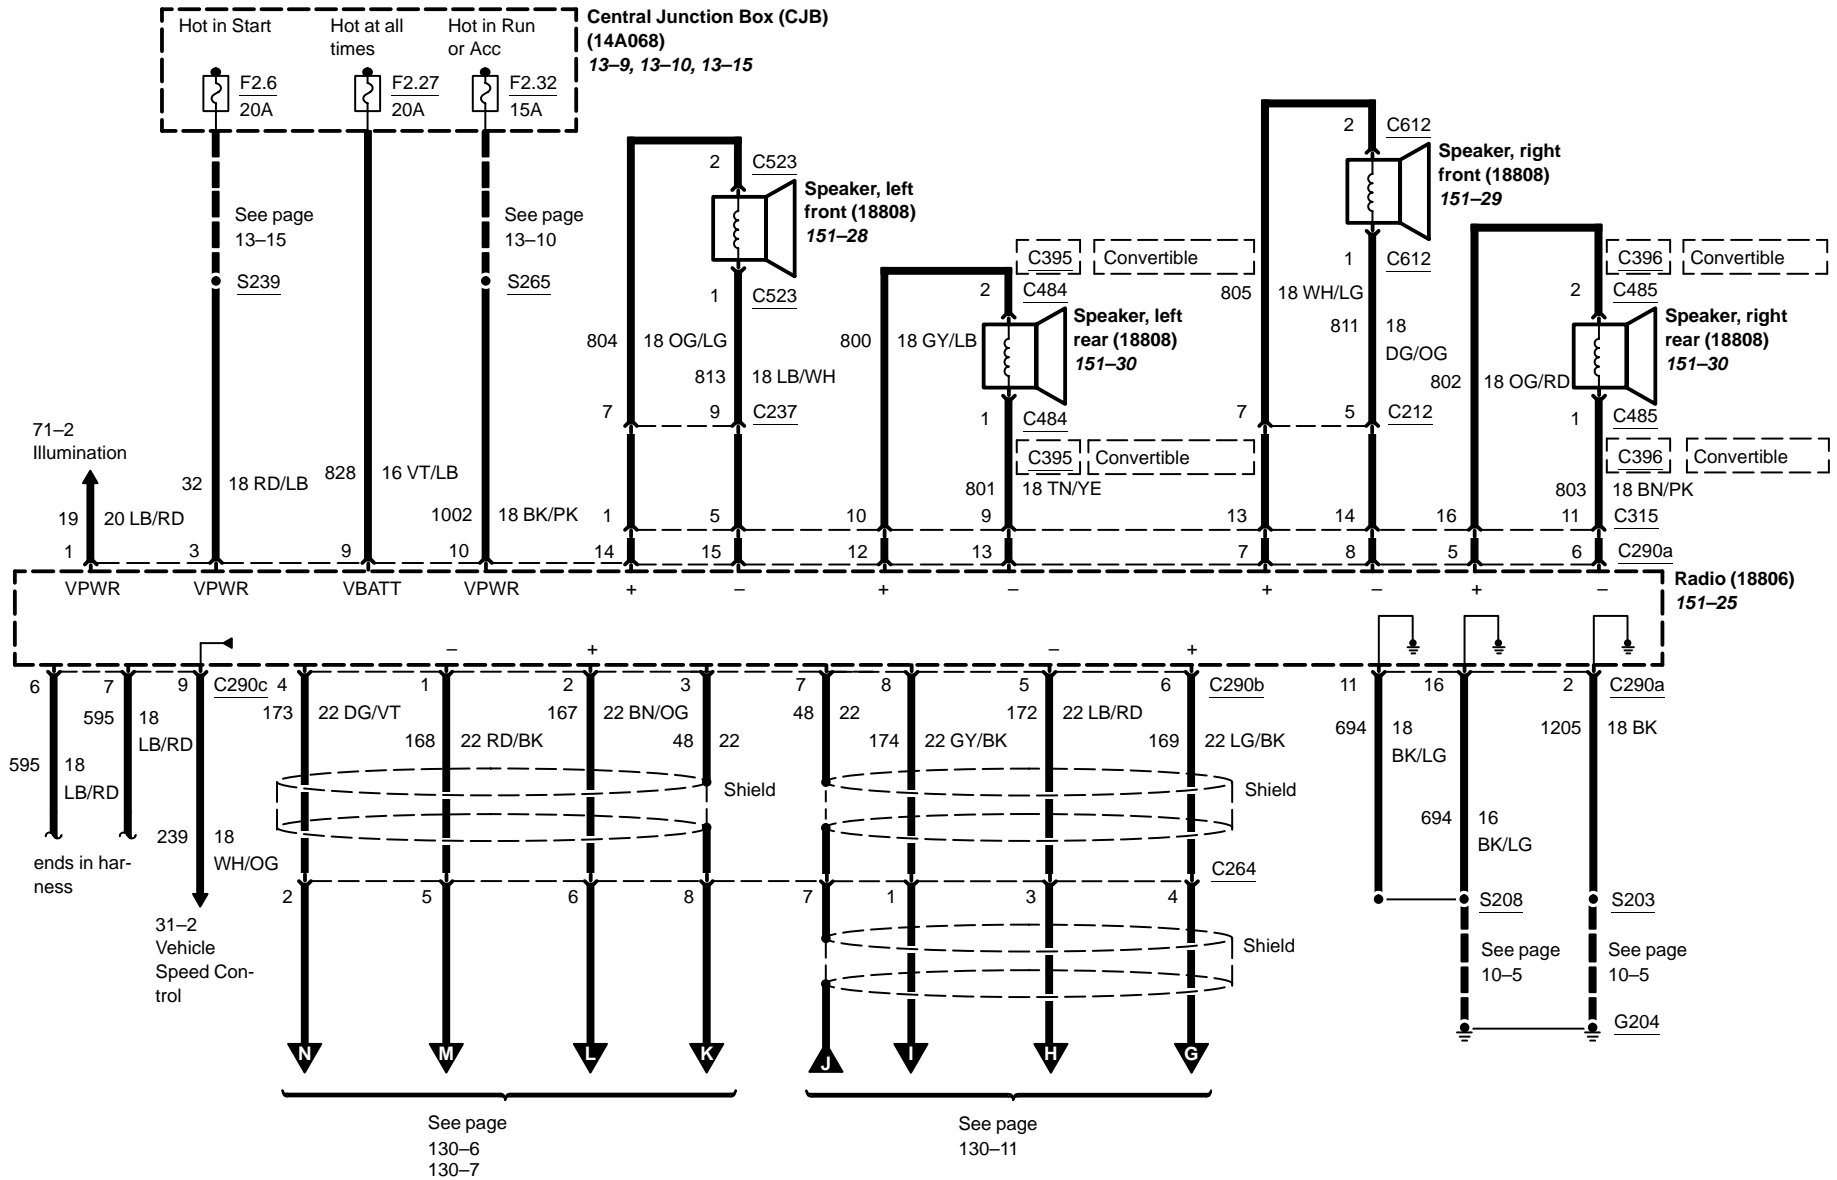 Hot in Start
Hot at all
times
Hot in Run
or Acc
F2.6
20A
F2.27
20A
F2.32
15A
Central Junction Box (CJB)
(14A068)
13–9, 13–10, 13–15
See page
13–15
S239
See page
13–10
S265
2 C523
Speaker, left
front (18808)
151–28
1 C523
804 18 OG/LG
813 18 LB/WH
7 9 C237
C395 Convertible
2 C484
Speaker, left
rear (18808)
151–30
800 18 GY/LB
1 C484
C395 Convertible
801 18 TN/YE
2 C612
Speaker, right
front (18808)
151–29
1 C612
805 18 WH/LG
811 18
DG/OG
7 5 C212
C396 Convertible
2 C485
Speaker, right
rear (18808)
151–30
802 18 OG/RD
1 C485
C396 Convertible
803 18 BN/PK
71–2
Illumination
19 20 LB/RD
32 18 RD/LB
828 16 VT/LB
1002 18 BK/PK
1 5 10 9 13 14 16 11 C315
1 3 9 10 14 15 12 13 7 8 5 6 C290a
VPWR VPWR VBATT VPWR + – + – + – + –
Radio (18806)
151–25
– + – +
6 7 9 C290c 4 1 2 3 7 8 5 6 C290b 11 16 2 C290a
595 18
LB/RD
595 18
LB/RD
239 18
WH/OG
ends in har-
ness
31–2
Vehicle
Speed Con-
trol
173 22 DG/VT
168 22 RD/BK
167 22 BN/OG
48 22
48 22
174 22 GY/BK
172 22 LB/RD
169 22 LG/BK
694 18
BK/LG
694 16
BK/LG
1205 18 BK
Shield
Shield
C264
2 5 6 8 7 1 3 4
S208
S203
Shield
See page
10–5
See page
10–5
G204
N M L K J I H G
See page
130–6
130–7
See page
130–11